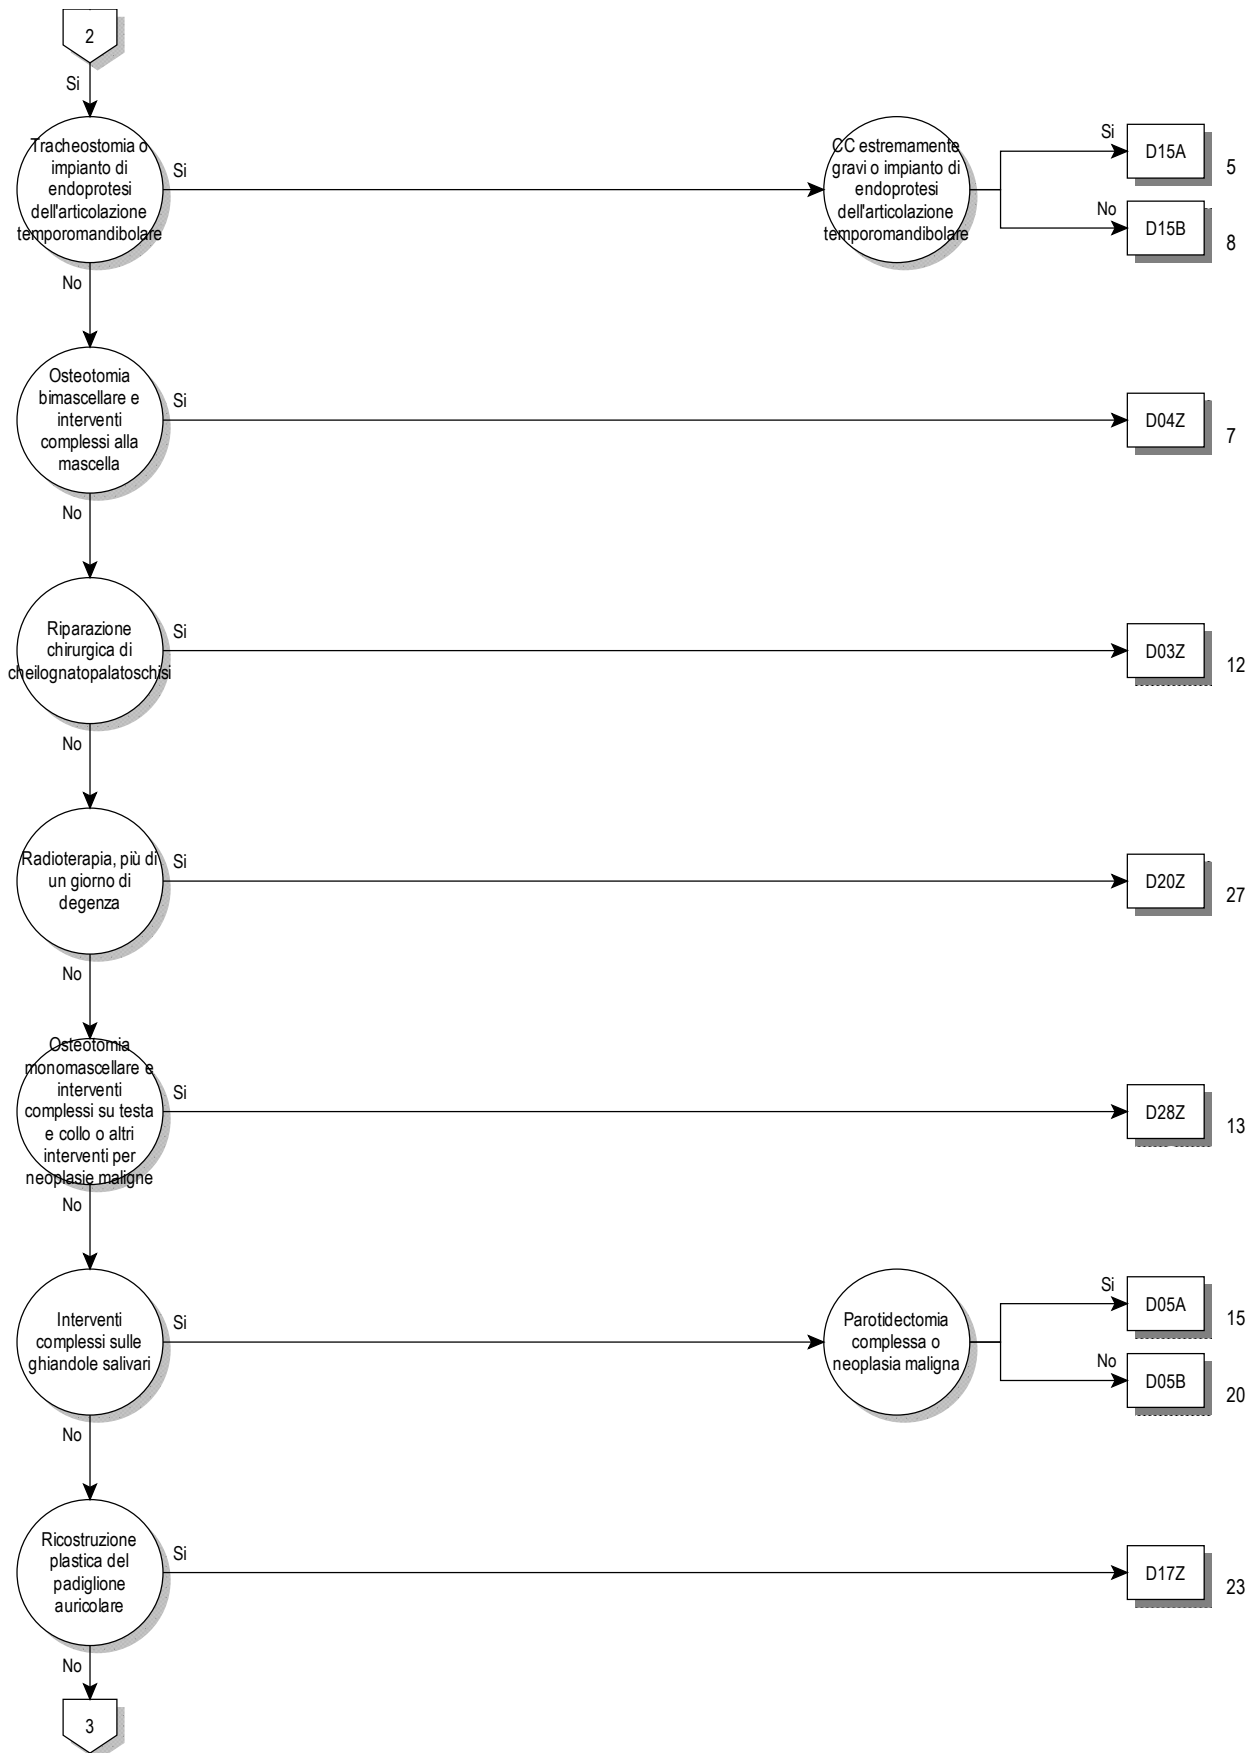 2
Si
Tracheostomia o
impianto di
endoprotesi
dell'articolazione
temporomandibolare
Si
CC estremamente
gravi o impianto di
endoprotesi
dell'articolazione
temporomandibolare
Si
D15A
5
No
D15B
8
No
Osteotomia
bimascellare e
interventi
complessi alla
mascella
Si
D04Z
7
No
Riparazione
chirurgica di
cheilognatopalatoschisi
Si
D03Z
12
No
Radioterapia, più di
un giorno di
degenza
Si
D20Z
27
No
Osteotomia
monomascellare e
interventi
complessi su testa
e collo o altri
interventi per
neoplasie maligne
Si
D28Z
13
No
Interventi
complessi sulle
ghiandole salivari
Si
Parotidectomia
complessa o
neoplasia maligna
Si
D05A
15
No
D05B
20
No
Ricostruzione
plastica del
padiglione
auricolare
Si
D17Z
23
No
3